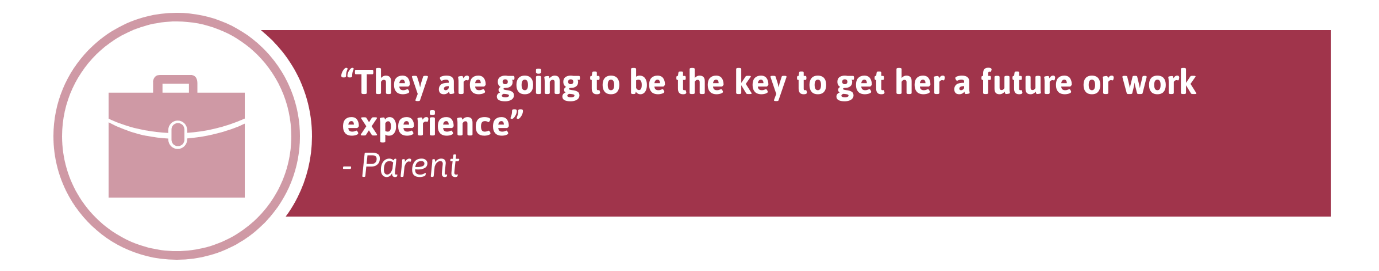 “They are going to be the key to get her a future or work
experience”
- Parent